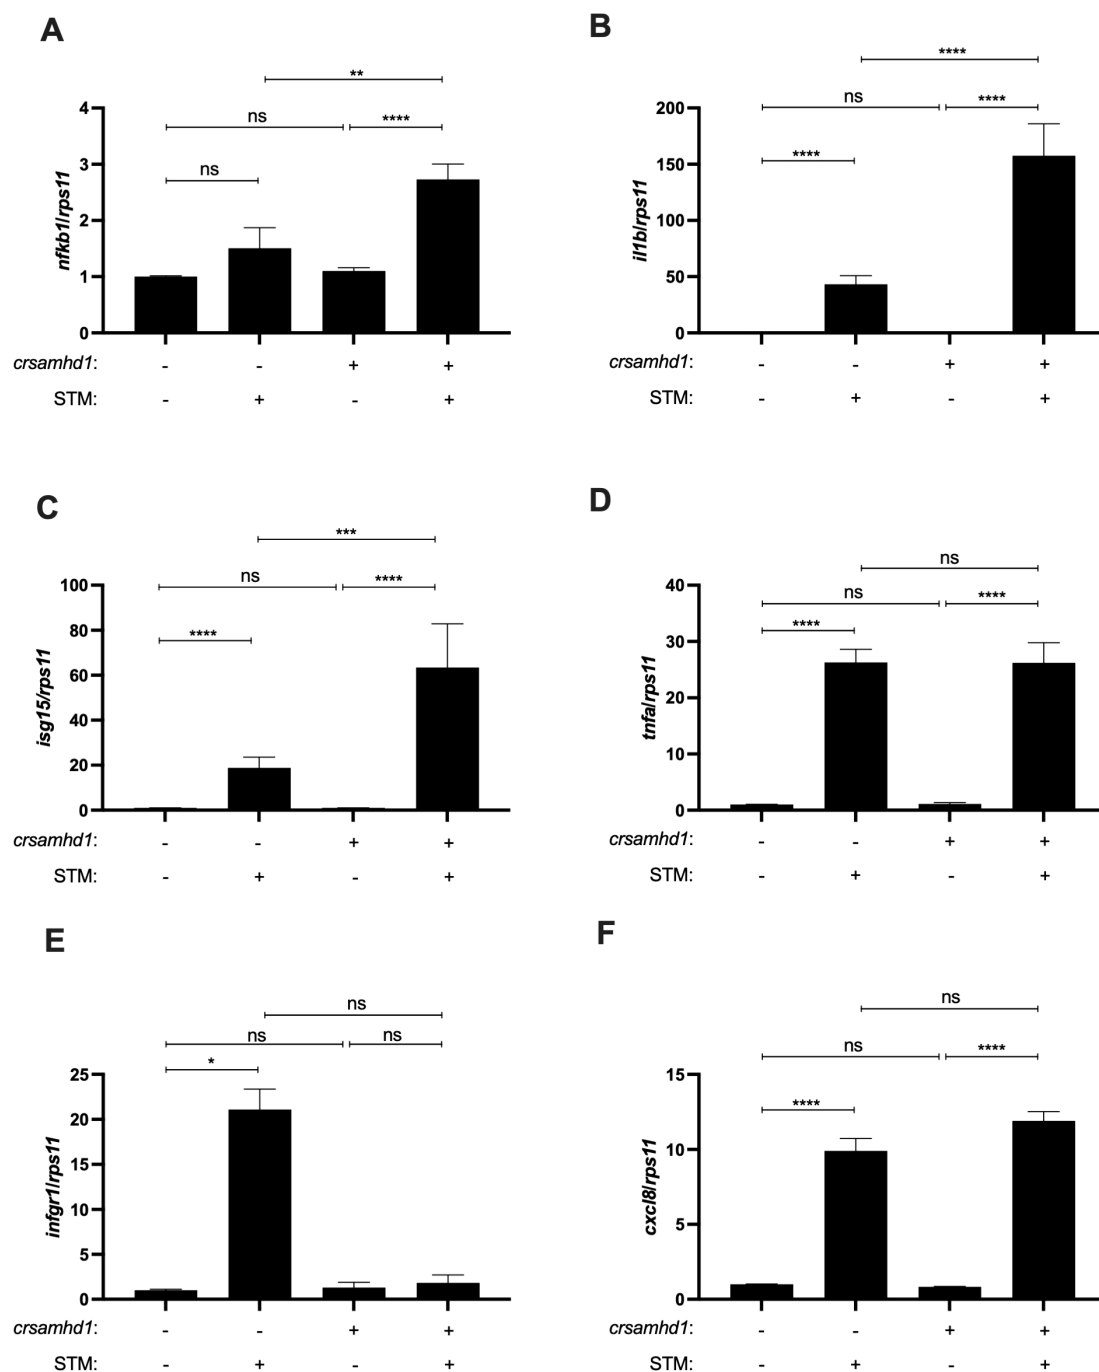 A
**
ns
****
ns
4
3
2
1
0
nfkb1/rps11
crsamhd1: - - + +
STM: - + - +
B
****
ns
****
****
200
150
100
50
0
il1b/rps11
crsamhd1: - - + +
STM: - + - +
C
***
ns
****
****
100
80
60
40
20
0
isg15/rps11
crsamhd1: - - + +
STM: - + - +
D
ns
ns
****
****
40
30
20
10
0
tnfa/rps11
crsamhd1: - - + +
STM: - + - +
E
ns
ns
ns
*
25
20
15
10
5
0
infgr1/rps11
crsamhd1: - - + +
STM: - + - +
F
ns
ns
****
****
15
10
5
0
cxcl8/rps11
crsamhd1: - - + +
STM: - + - +